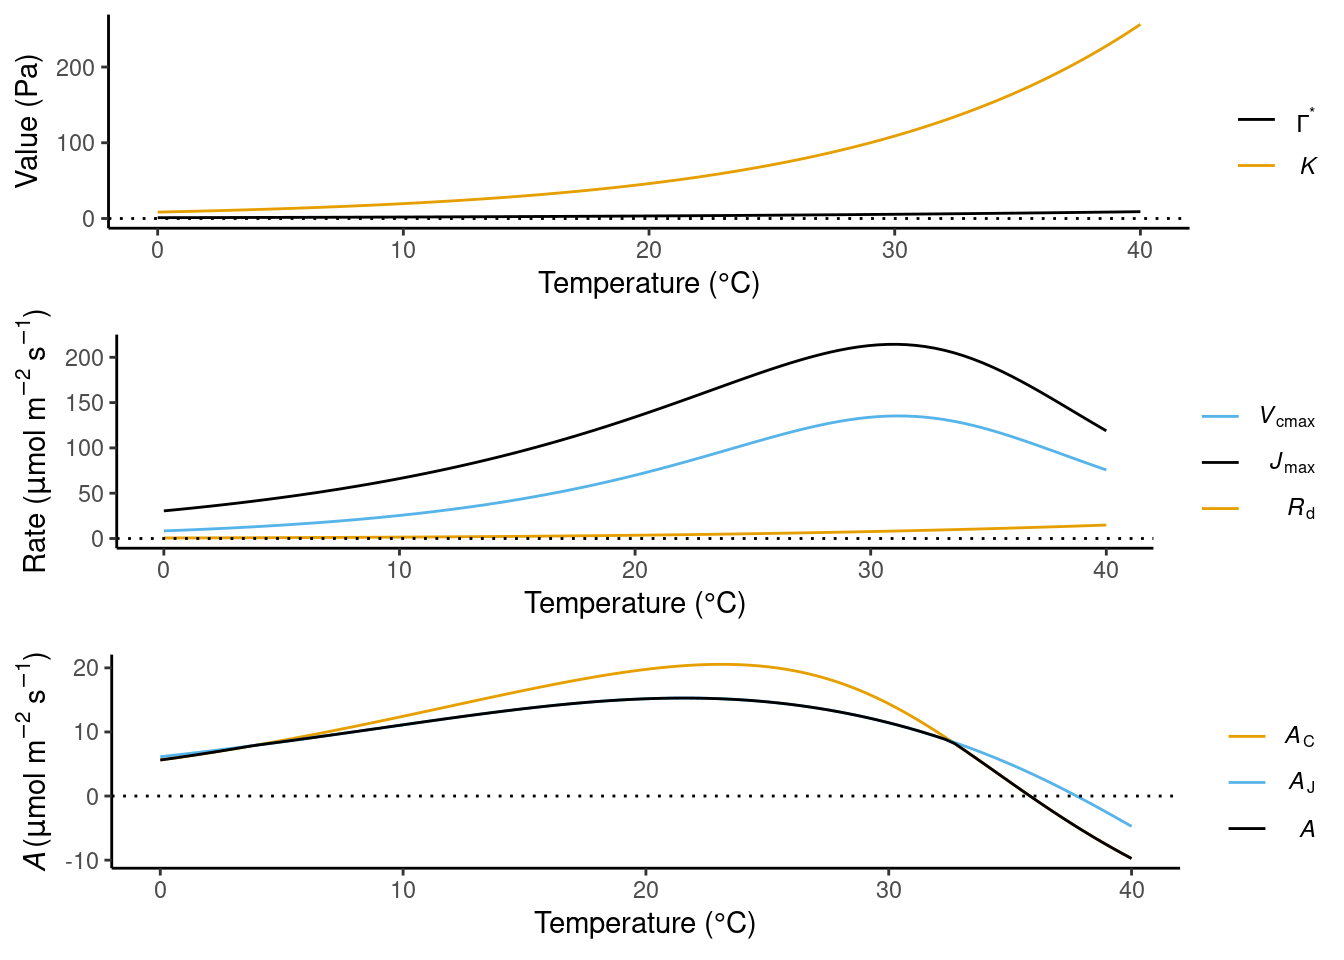 Value (Pa)
200
100
0
0 10 20 30 40
Temperature (°C)
Γ*
K
Rate (μmol m−2 s−1)
200
150
100
50
0
0 10 20 30 40
Temperature (°C)
Vcmax
Jmax
Rd
A(μmol m−2 s−1)
20
10
0
-10
0 10 20 30 40
Temperature (°C)
AC
AJ
A